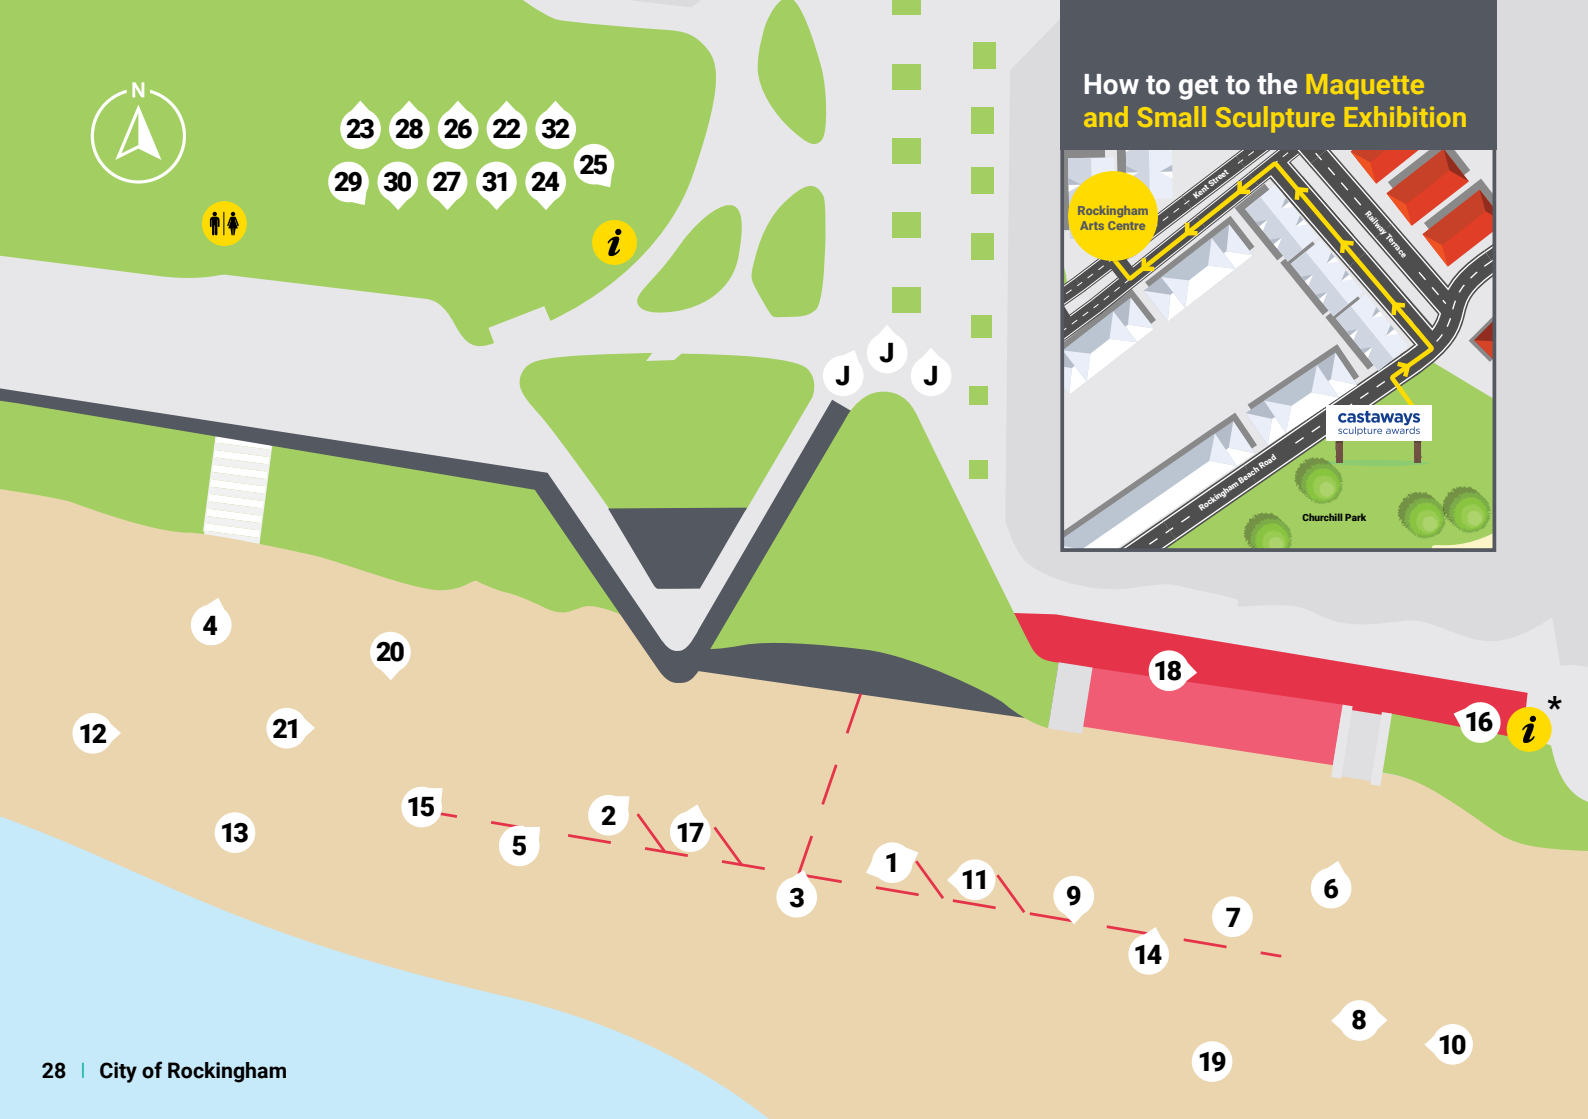 How to get to the Maquette
and Small Sculpture Exhibition
N
23 28 26 22 32
25
29 30 27 31 24
i
Rockingham
Arts Centre
Kent Street
Railway Terrace
castaways
sculpture awards
Rockingham Beach Road
Churchill Park
J J J
4
20
18
12
21
16
i
*
15
2
17
13
5
1
11
3
9
6
7
14
8
10
19
28 | City of Rockingham